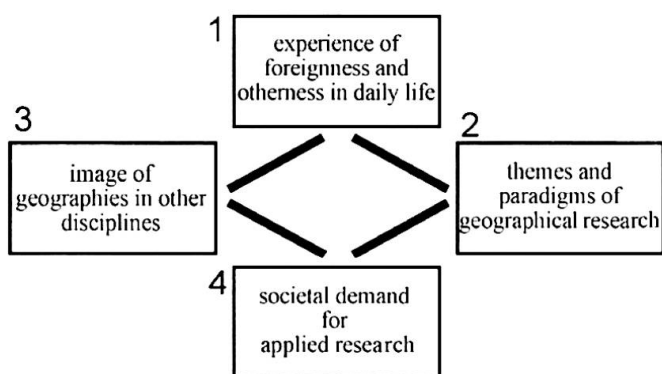 1
experience of
foreignness and
otherness in daily life
3
image of
geographies in other
disciplines
2
themes and
paradigms of
geographical research
4
societal demand
for
applied research